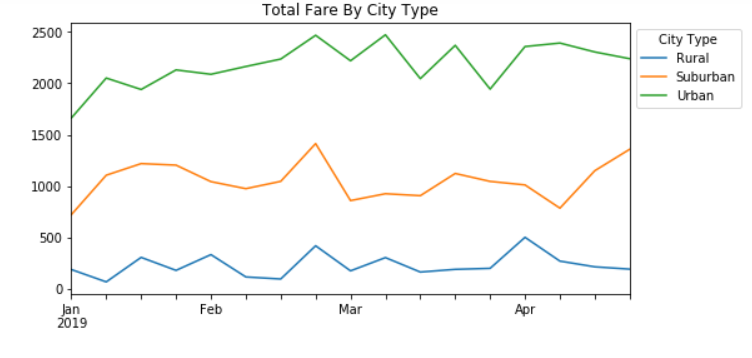 Total Fare By City Type
City Type
Rural
Suburban
Urban
2500
2000
1500
1000
500
0
Jan Feb Mar Apr
2019